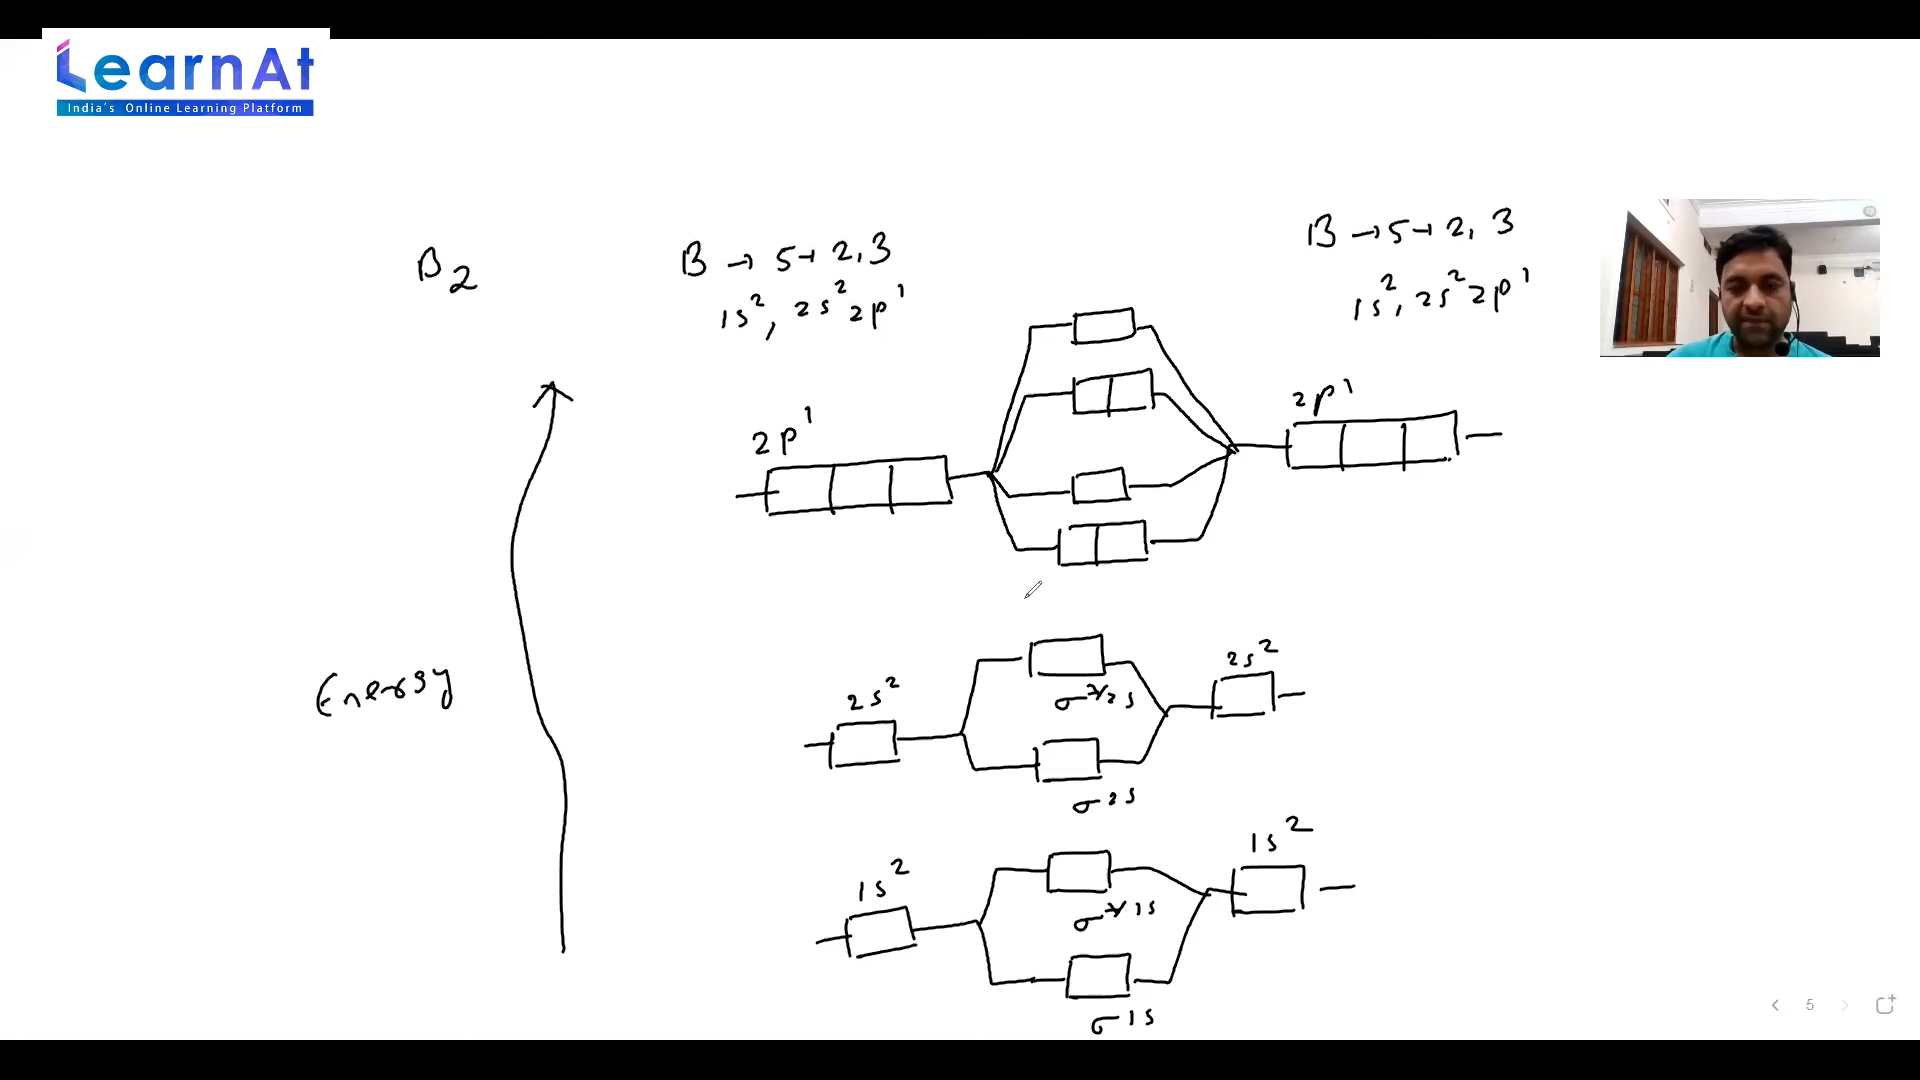 LearnAt
India's Online Learning Platform
B2
B → 5 → 2, 3
1s², 2s² 2p¹
B → 5 → 2, 3
1s², 2s² 2p¹
2p¹
2p¹
Energy
2s²
2s²
σ*2s
σ2s
1s²
1s²
σ*1s
σ1s
5